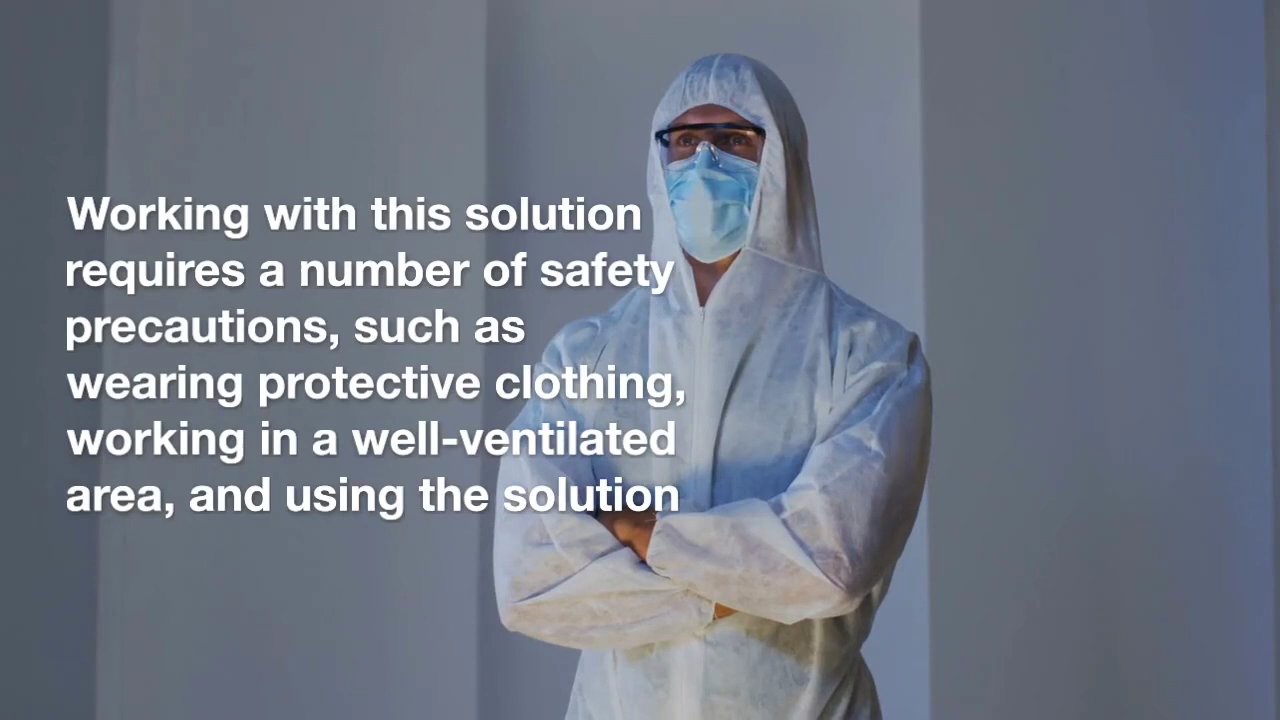 Working with this solution
requires a number of safety
precautions, such as
wearing protective clothing,
working in a well-ventilated
area, and using the solution